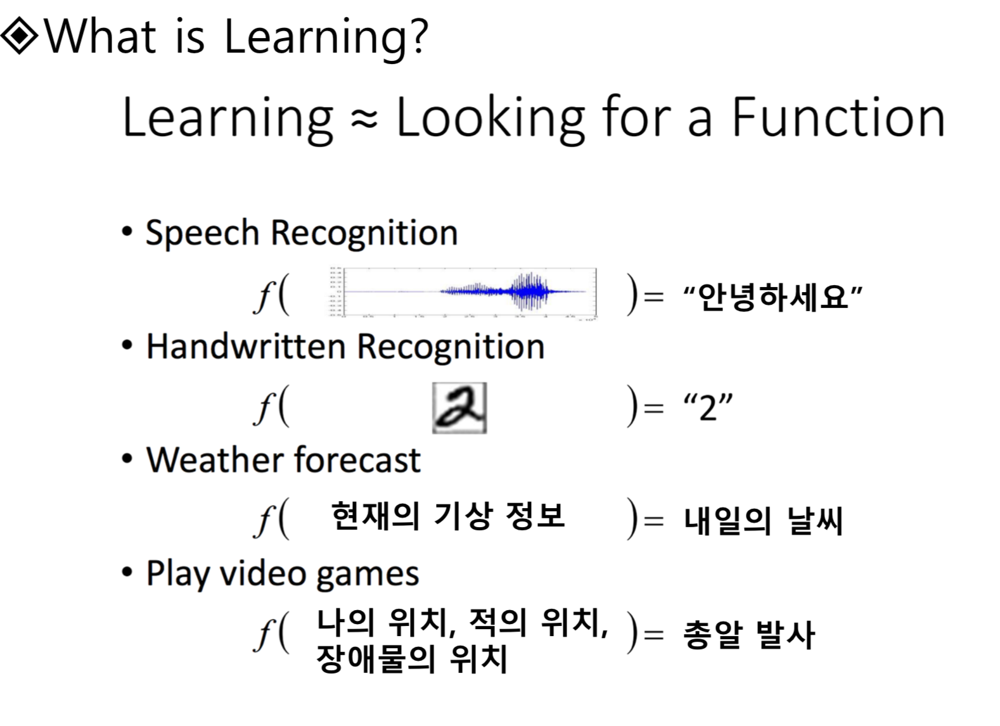 ◈What is Learning?
Learning ≈ Looking for a Function
• Speech Recognition
f( )= “안녕하세요”
• Handwritten Recognition
f( 2 )= “2”
• Weather forecast
f( 현재의 기상 정보 )= 내일의 날씨
• Play video games
f( 나의 위치, 적의 위치, )= 총알 발사
장애물의 위치